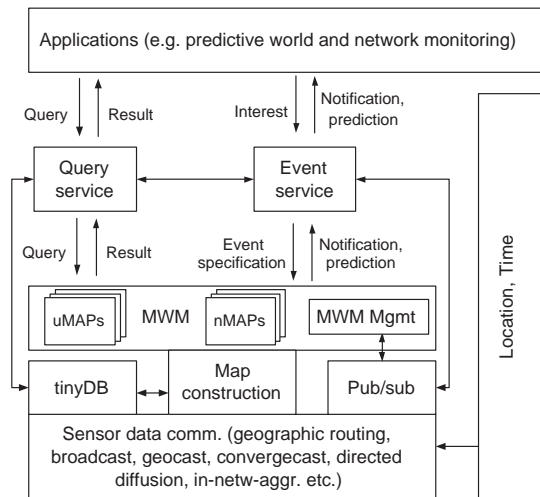 Applications (e.g. predictive world and network monitoring)
Query
Result
Interest
Notification,
prediction
Query
service
Event
service
Query
Result
Event
specification
Notification,
prediction
uMAPs
MWM
nMAPs
MWM Mgmt
tinyDB
Map
construction
Pub/sub
Sensor data comm. (geographic routing,
broadcast, geocast, convergecast, directed
diffusion, in-netw-aggr. etc.)
Location, Time